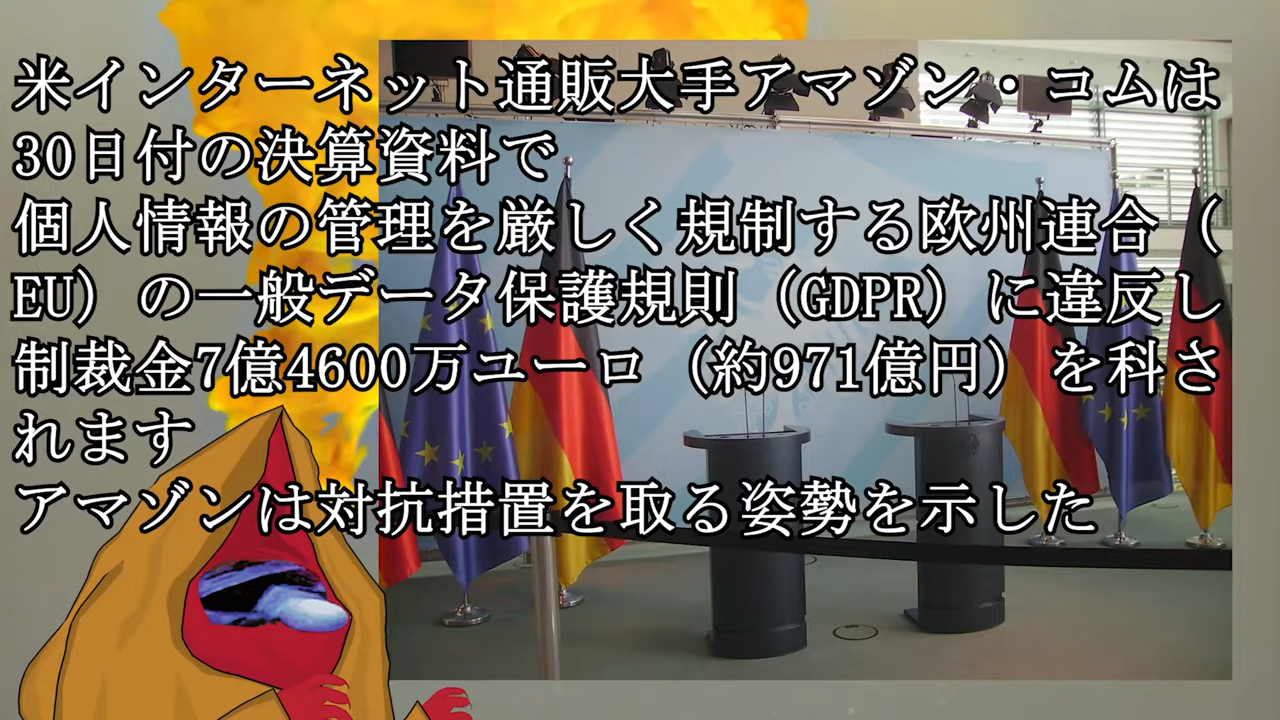 米インターネット通販大手アマゾン・コムは
30日付の決算資料で
個人情報の管理を厳しく規制する欧州連合（
EU）の一般データ保護規則（GDPR）に違反し
制裁金7億4600万ユーロ（約971億円）を科さ
れます
アマゾンは対抗措置を取る姿勢を示した